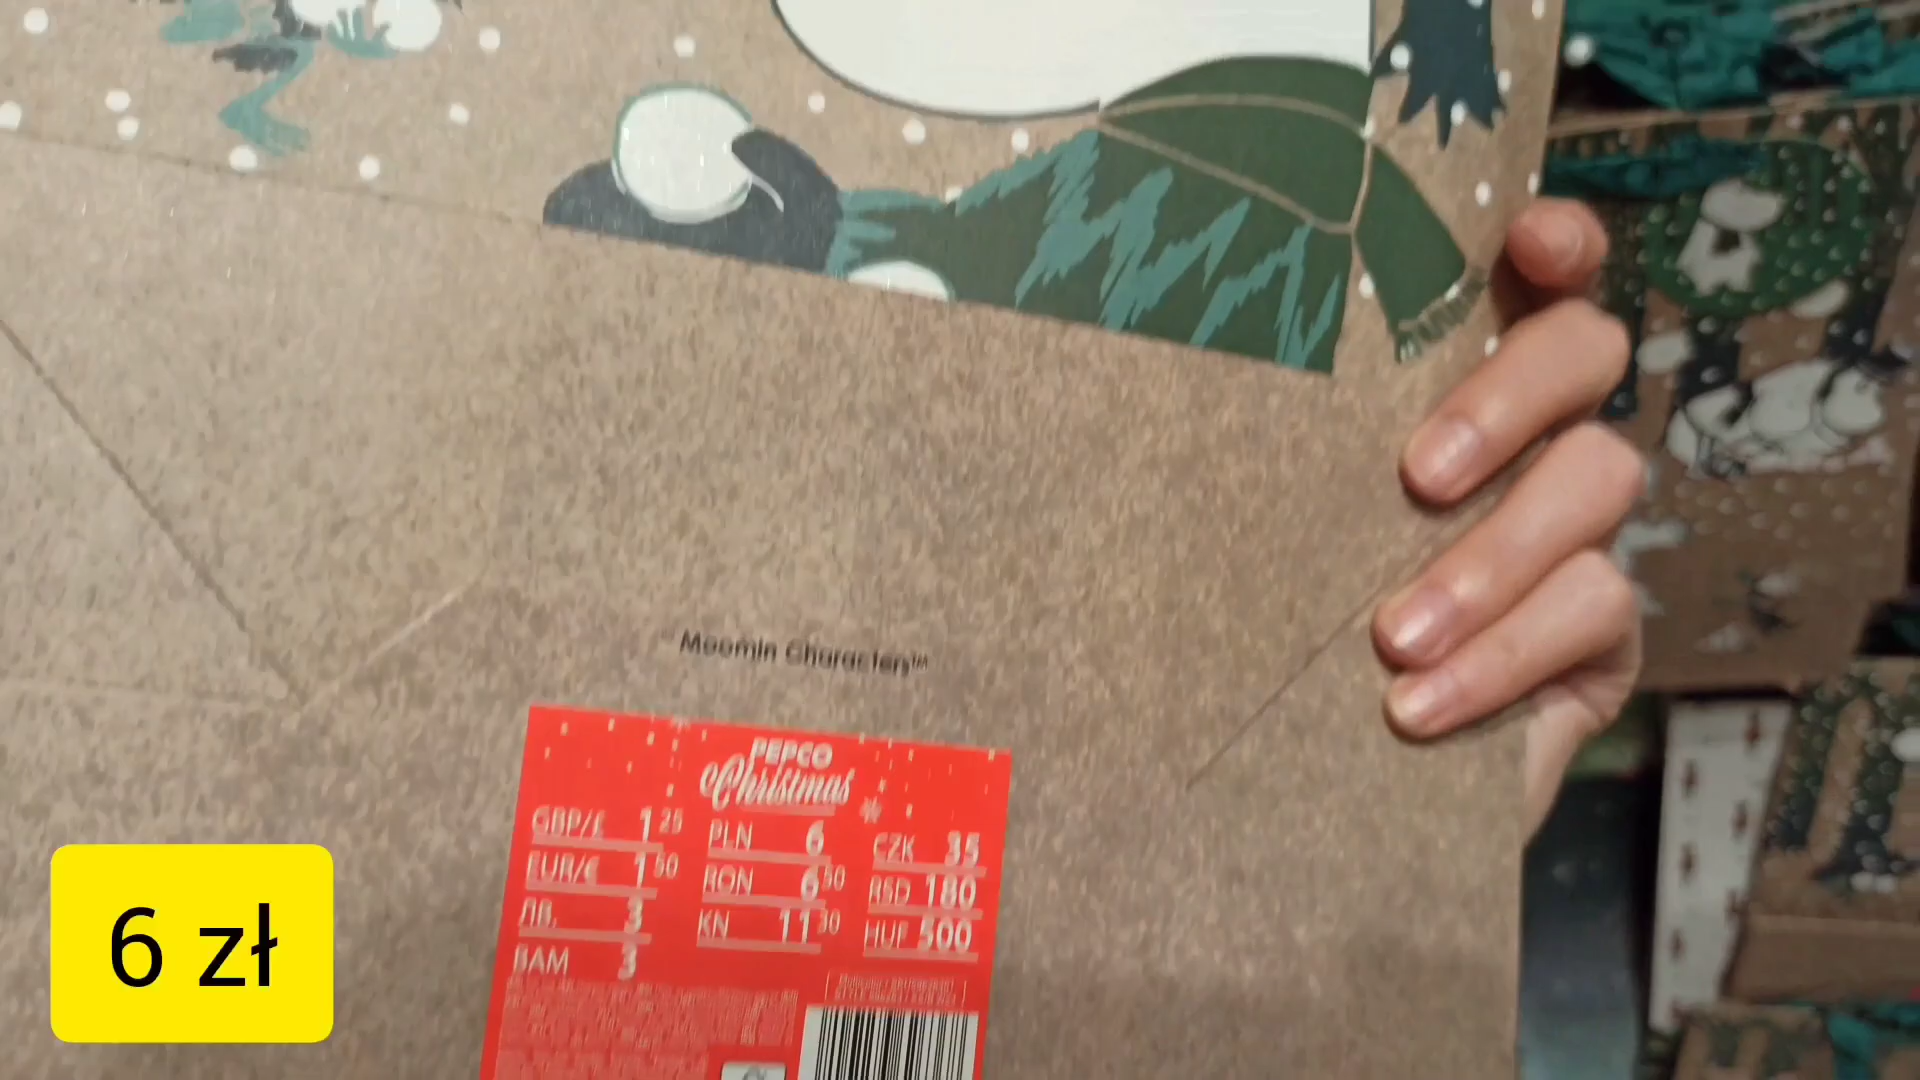 Moomin Characters™
PEPCO
Christmas
GBP/£ 1 25
PLN 6
CZK 35
EUR/€ 1 50
RON 6 50
RSD 180
ЛВ. 3
KN 11 30
HUF 500
BAM 3
6 zł